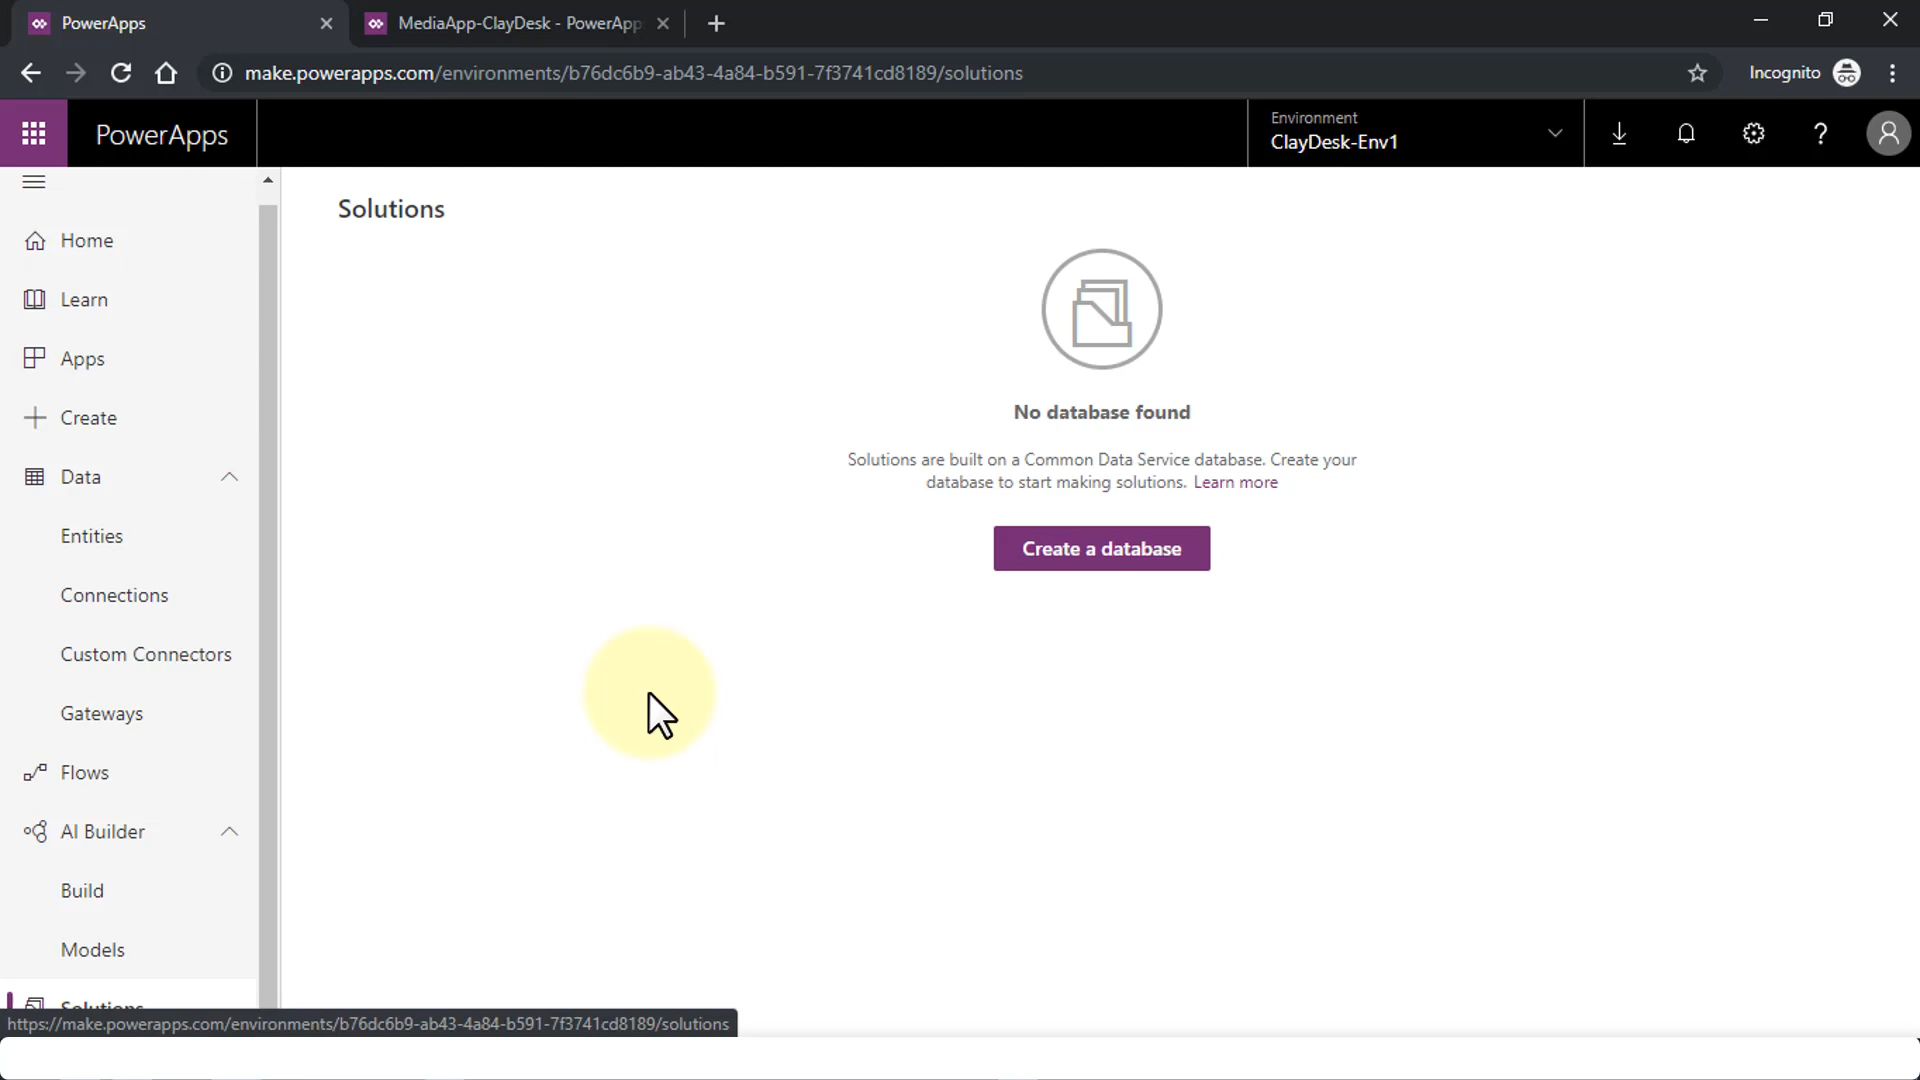 PowerApps
MediaApp-ClayDesk - PowerApp
make.powerapps.com/environments/b76dc6b9-ab43-4a84-b591-7f3741cd8189/solutions
Incognito
PowerApps
Environment
ClayDesk-Env1
Solutions
Home
Learn
Apps
Create
Data
Entities
Connections
Custom Connectors
Gateways
Flows
AI Builder
Build
Models
Solutions
No database found
Solutions are built on a Common Data Service database. Create your
database to start making solutions. Learn more
Create a database
https://make.powerapps.com/environments/b76dc6b9-ab43-4a84-b591-7f3741cd8189/solutions